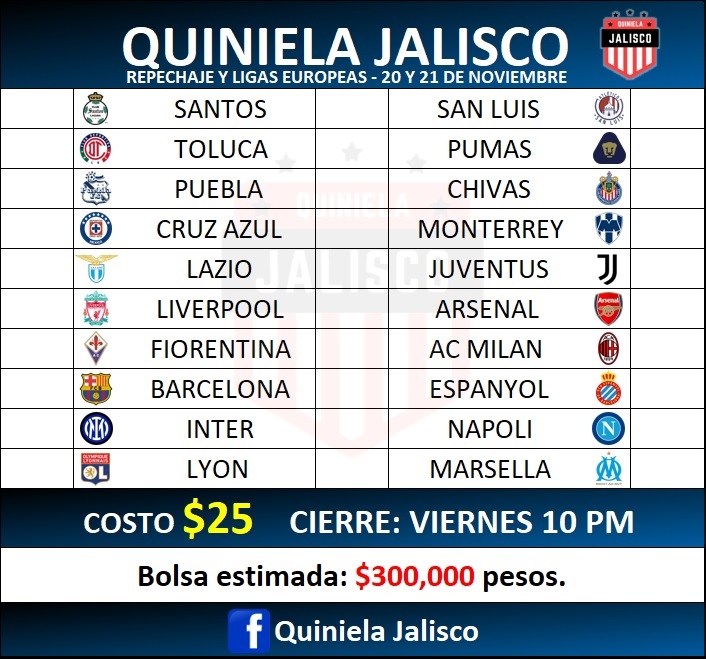 QUINIELA JALISCO
JALISCO
REPECHAJE Y LIGAS EUROPEAS - 20 Y 21 DE NOVIEMBRE
SANTOS SAN LUIS
TOLUCA PUMAS
PUEBLA CHIVAS
CRUZ AZUL MONTERREY
LAZIO JUVENTUS
LIVERPOOL ARSENAL
FIORENTINA AC MILAN
BARCELONA ESPANYOL
INTER NAPOLI
LYON MARSELLA
QUINIELA
JALISCO
COSTO $25 CIERRE: VIERNES 10 PM
Bolsa estimada: $300,000 pesos.
Quiniela Jalisco